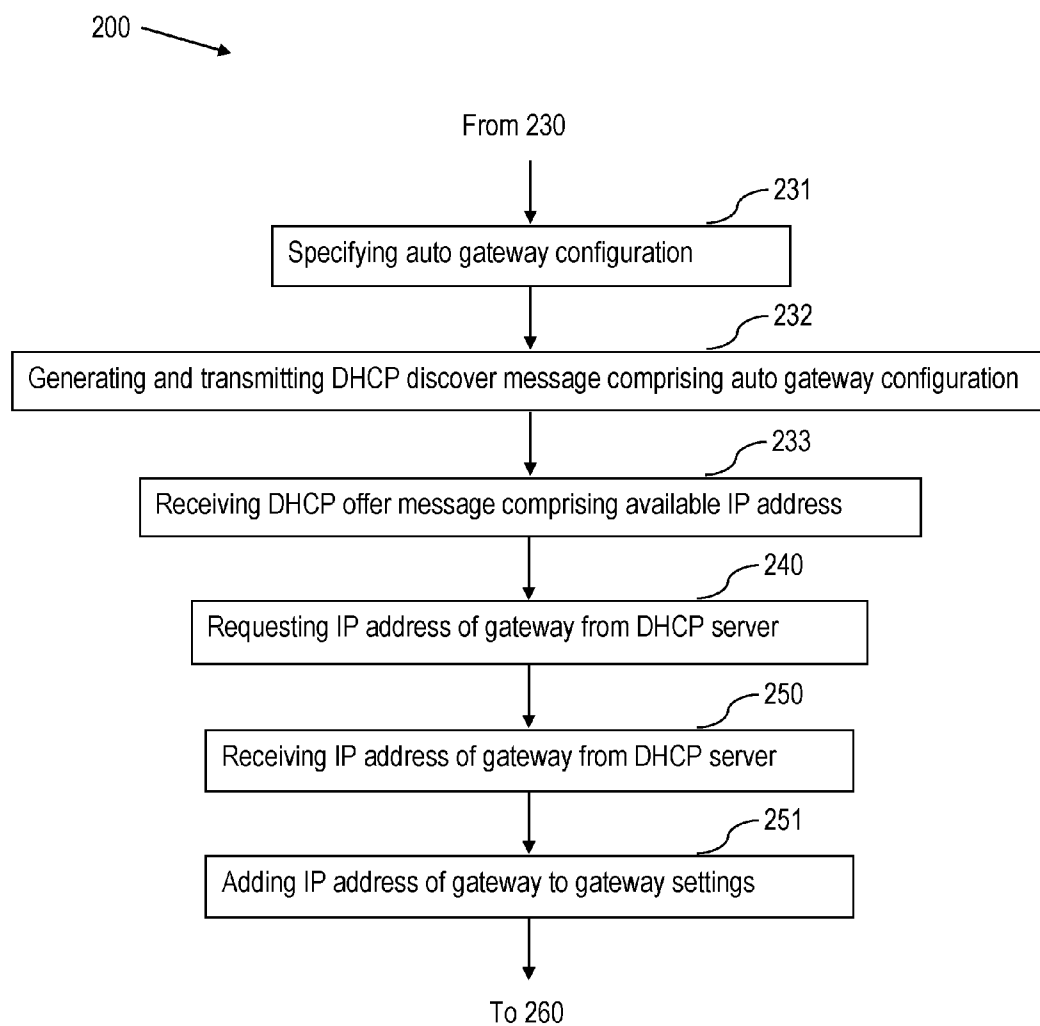 200
From 230
231
Specifying auto gateway configuration
232
Generating and transmitting DHCP discover message comprising auto gateway configuration
233
Receiving DHCP offer message comprising available IP address
240
Requesting IP address of gateway from DHCP server
250
Receiving IP address of gateway from DHCP server
251
Adding IP address of gateway to gateway settings
To 260